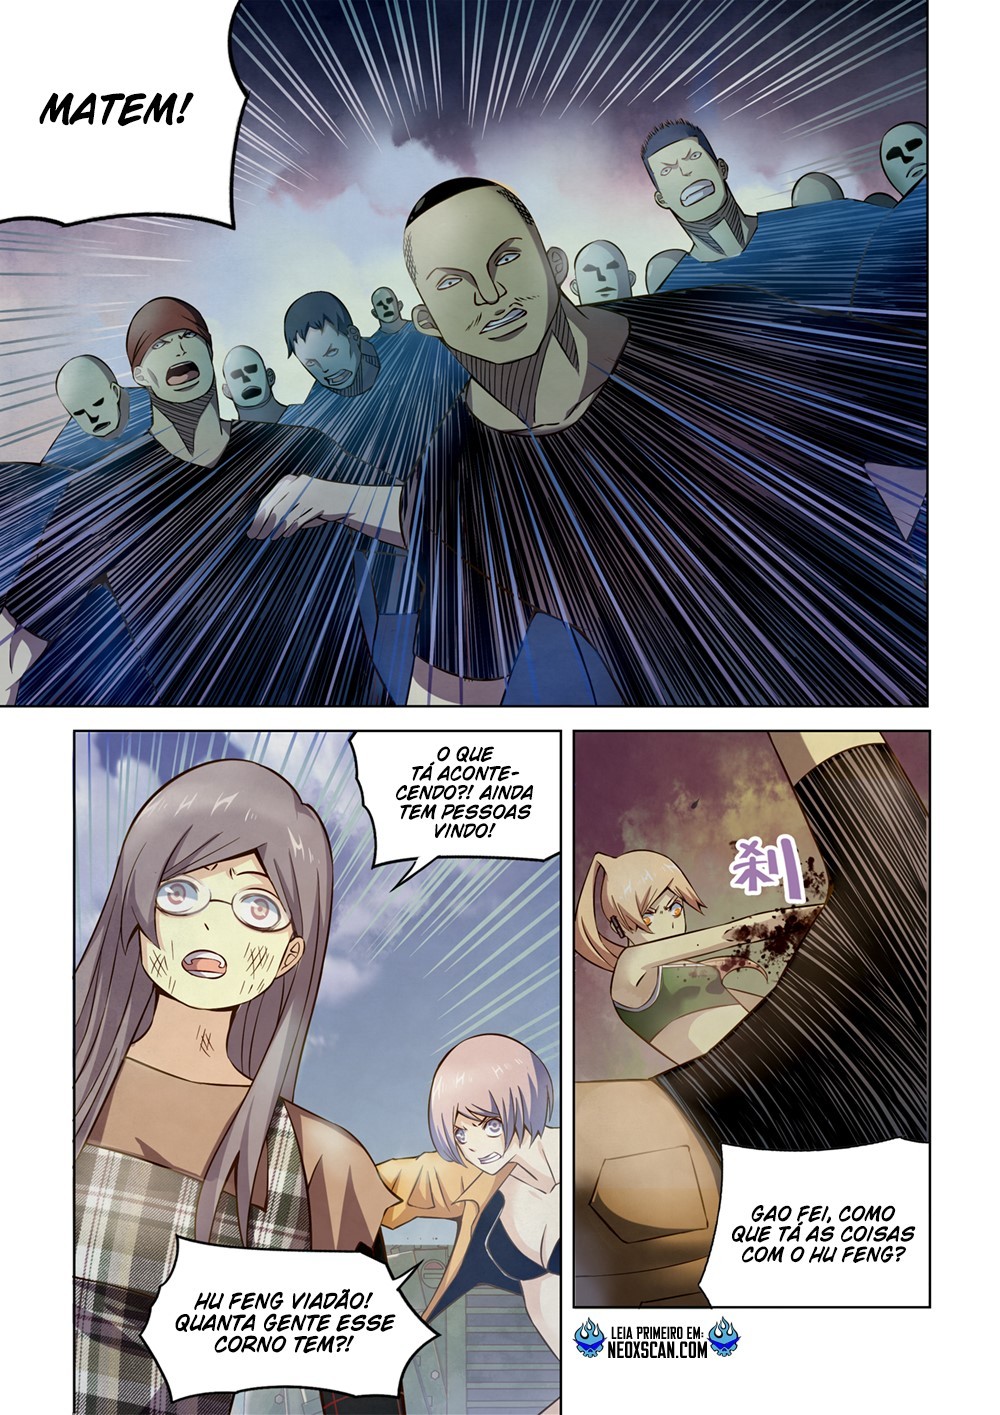 MATEM!
O QUE
TÁ ACONTE-
CENDO?! AINDA
TEM PESSOAS
VINDO!
刹
GAO FEI, COMO
QUE TÁ AS COISAS
COM O HU FENG?
HU FENG VIADÃO!
QUANTA GENTE ESSE
CORNO TEM?!
LEIA PRIMEIRO EM:
NEOXSCAN.COM